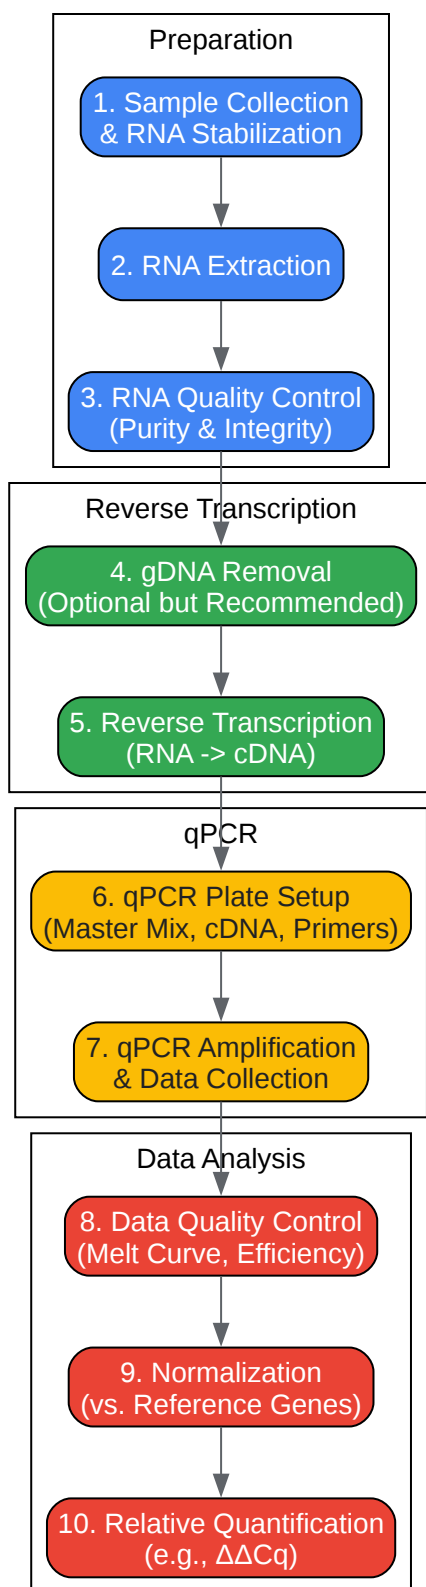 Preparation
1. Sample Collection
& RNA Stabilization
2. RNA Extraction
3. RNA Quality Control
(Purity & Integrity)
Reverse Transcription
4. gDNA Removal
(Optional but Recommended)
5. Reverse Transcription
(RNA -> cDNA)
qPCR
6. qPCR Plate Setup
(Master Mix, cDNA, Primers)
7. qPCR Amplification
& Data Collection
Data Analysis
8. Data Quality Control
(Melt Curve, Efficiency)
9. Normalization
(vs. Reference Genes)
10. Relative Quantification
(e.g., ΔΔCq)